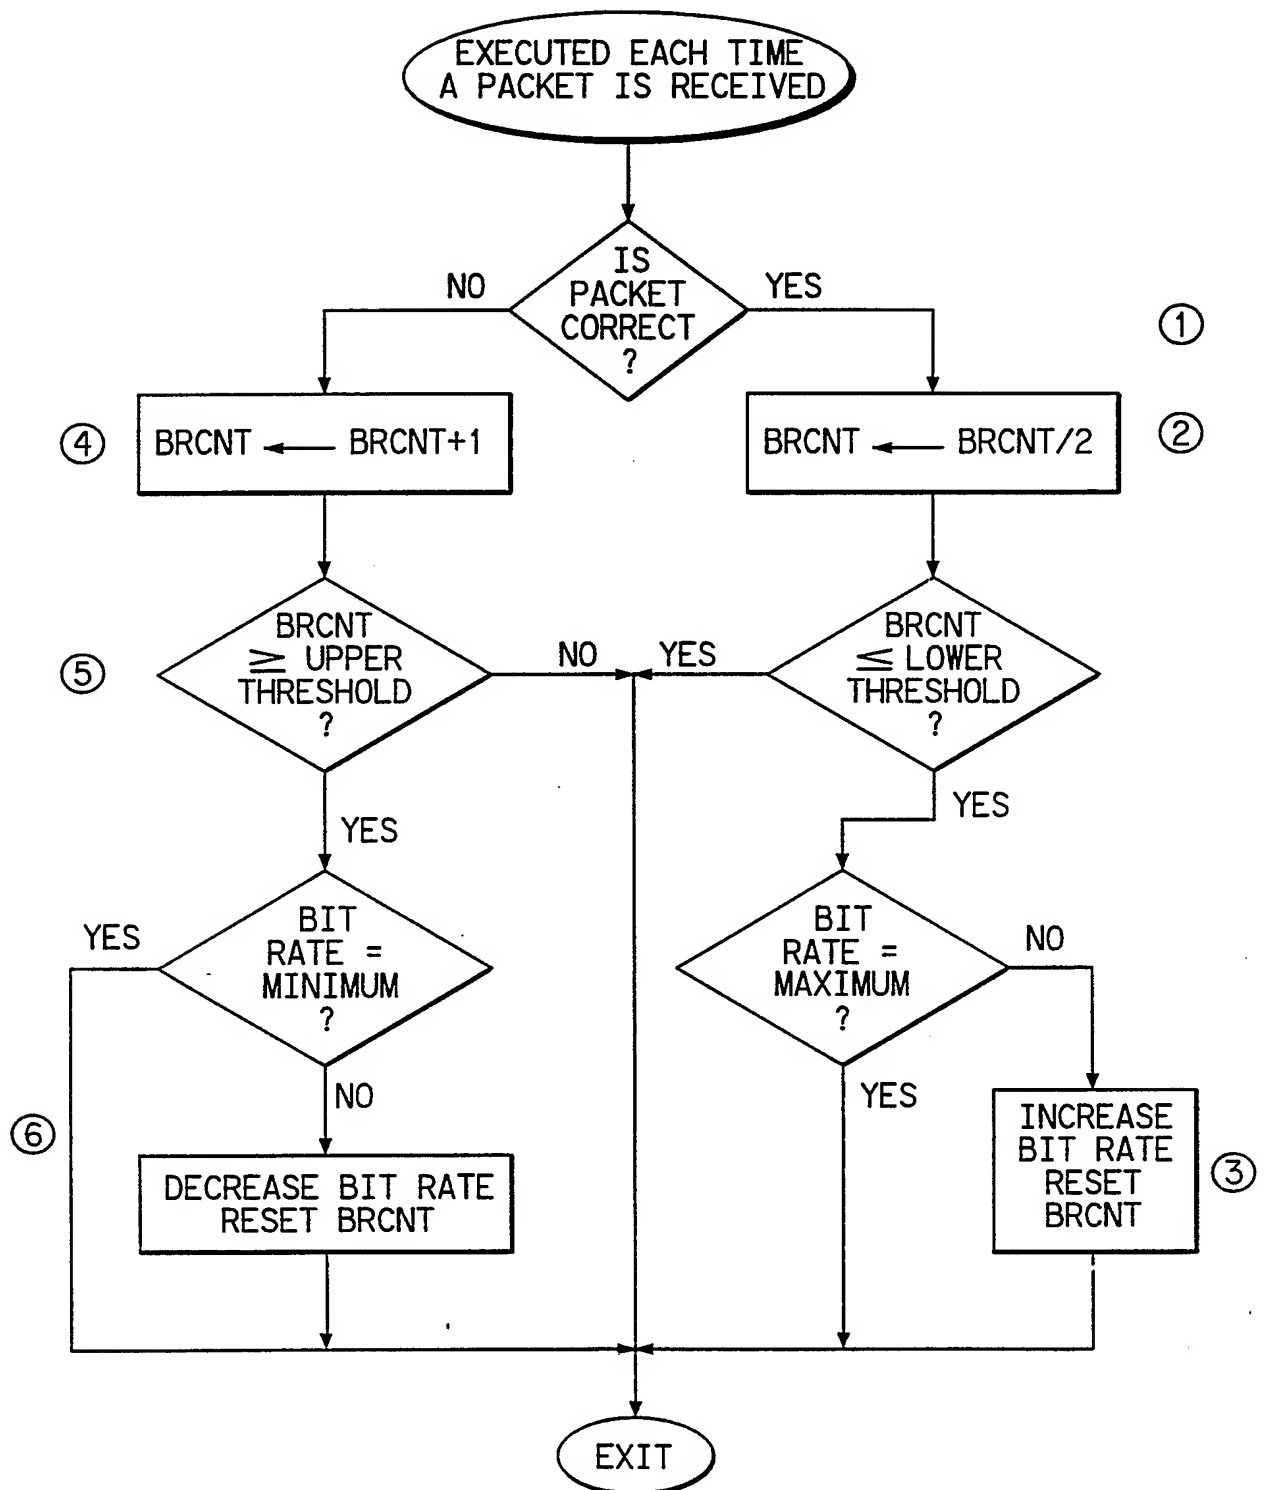 EXECUTED EACH TIME
A PACKET IS RECEIVED
IS
PACKET
CORRECT
?
NO
YES
①
④
BRCNT ← BRCNT+1
BRCNT ← BRCNT/2
②
⑤
BRCNT
≥ UPPER
THRESHOLD
?
NO
YES
BRCNT
≤ LOWER
THRESHOLD
?
YES
YES
YES
BIT
RATE =
MINIMUM
?
BIT
RATE =
MAXIMUM
?
NO
NO
YES
⑥
DECREASE BIT RATE
RESET BRCNT
INCREASE
BIT RATE
RESET
BRCNT
③
EXIT